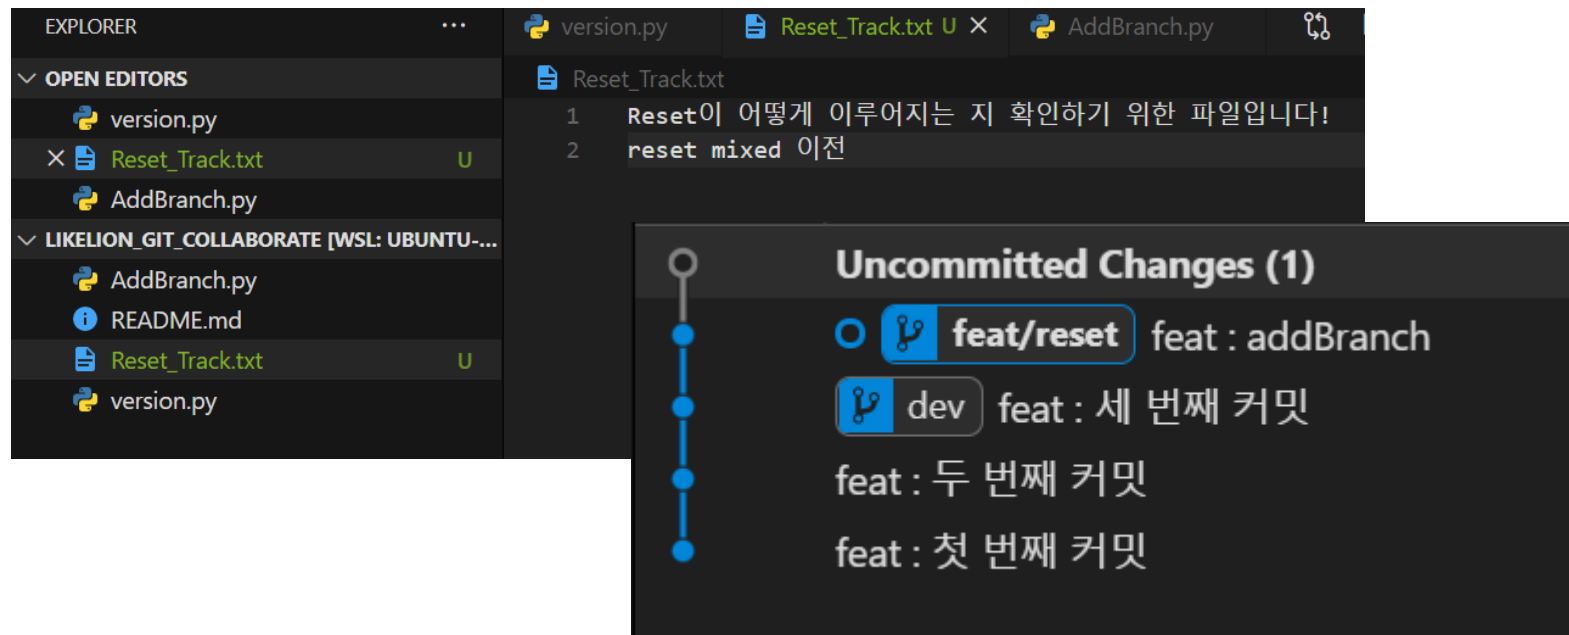 EXPLORER ...
OPEN EDITORS
version.py
Reset_Track.txt U
AddBranch.py
LIKELION_GIT_COLLABORATE [WSL: UBUNTU-...
AddBranch.py
README.md
Reset_Track.txt U
version.py
version.py Reset_Track.txt U AddBranch.py
Reset_Track.txt
1 Reset이 어떻게 이루어지는 지 확인하기 위한 파일입니다!
2 reset mixed 이전
Uncommitted Changes (1)
feat/reset feat : addBranch
dev feat : 세 번째 커밋
feat : 두 번째 커밋
feat : 첫 번째 커밋